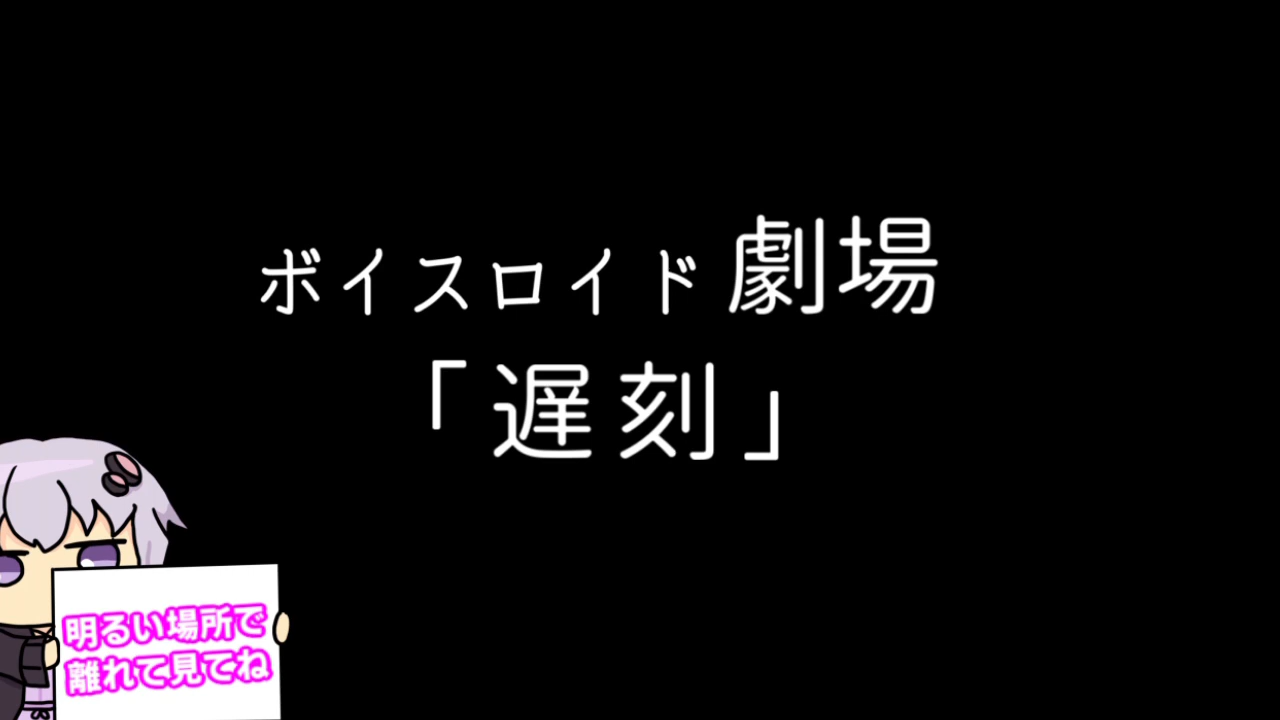 ボイスロイド劇場
「遅刻」
明るい場所で
離れて見てね